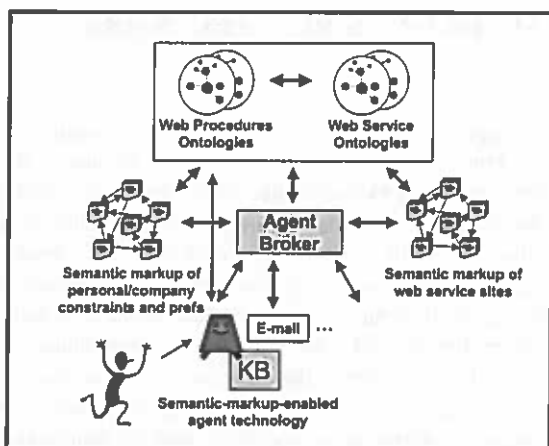 Web Procedures
Ontologies
Web Service
Ontologies
Agent
Broker
Semantic markup of
personal/company
constraints and prefs
Semantic markup of
web service sites
E-mail ...
KB
Semantic-markup-enabled
agent technology